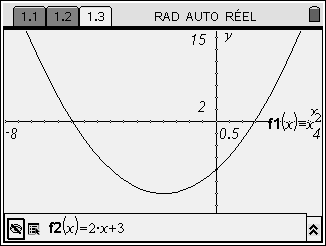 1.1 1.2 1.3 RAD AUTO RÉEL
15 y
2
x
-8 0.5 f1(x)=x² 4
f2(x)=2·x+3